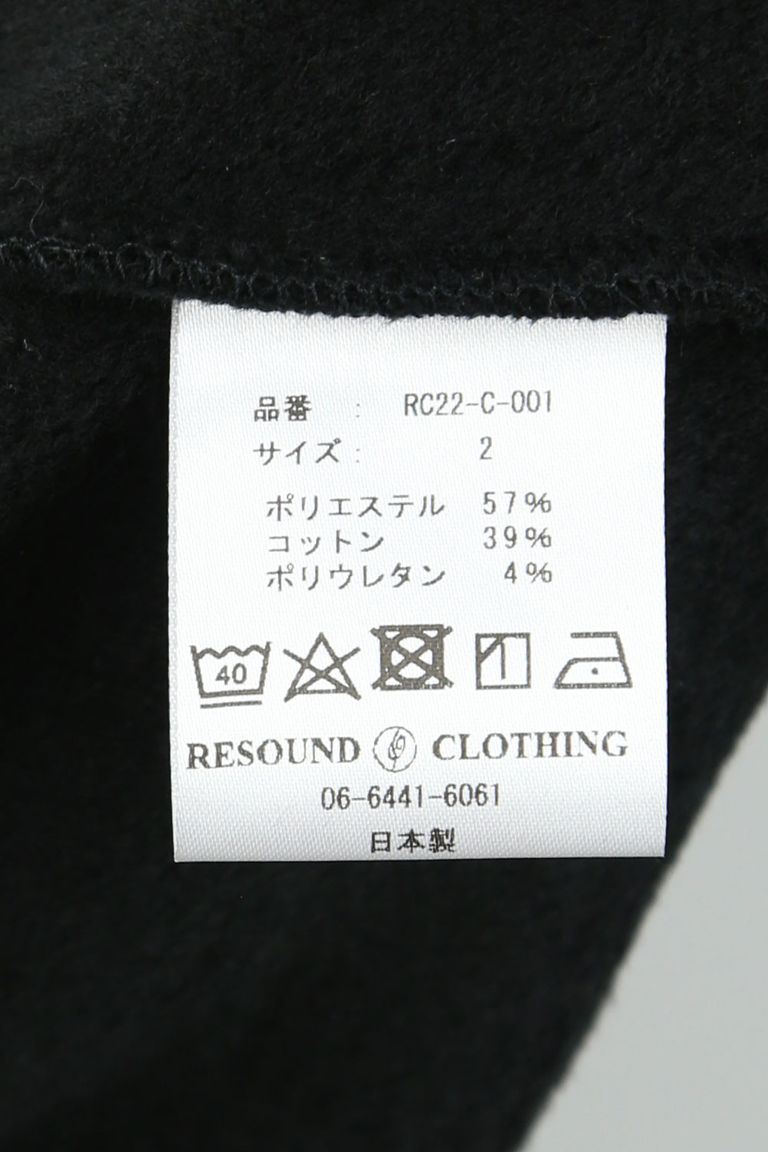 品番 : RC22-C-001
サイズ : 2
ポリエステル 57%
コットン 39%
ポリウレタン 4%
40
RESOUND CLOTHING
06-6441-6061
日本製